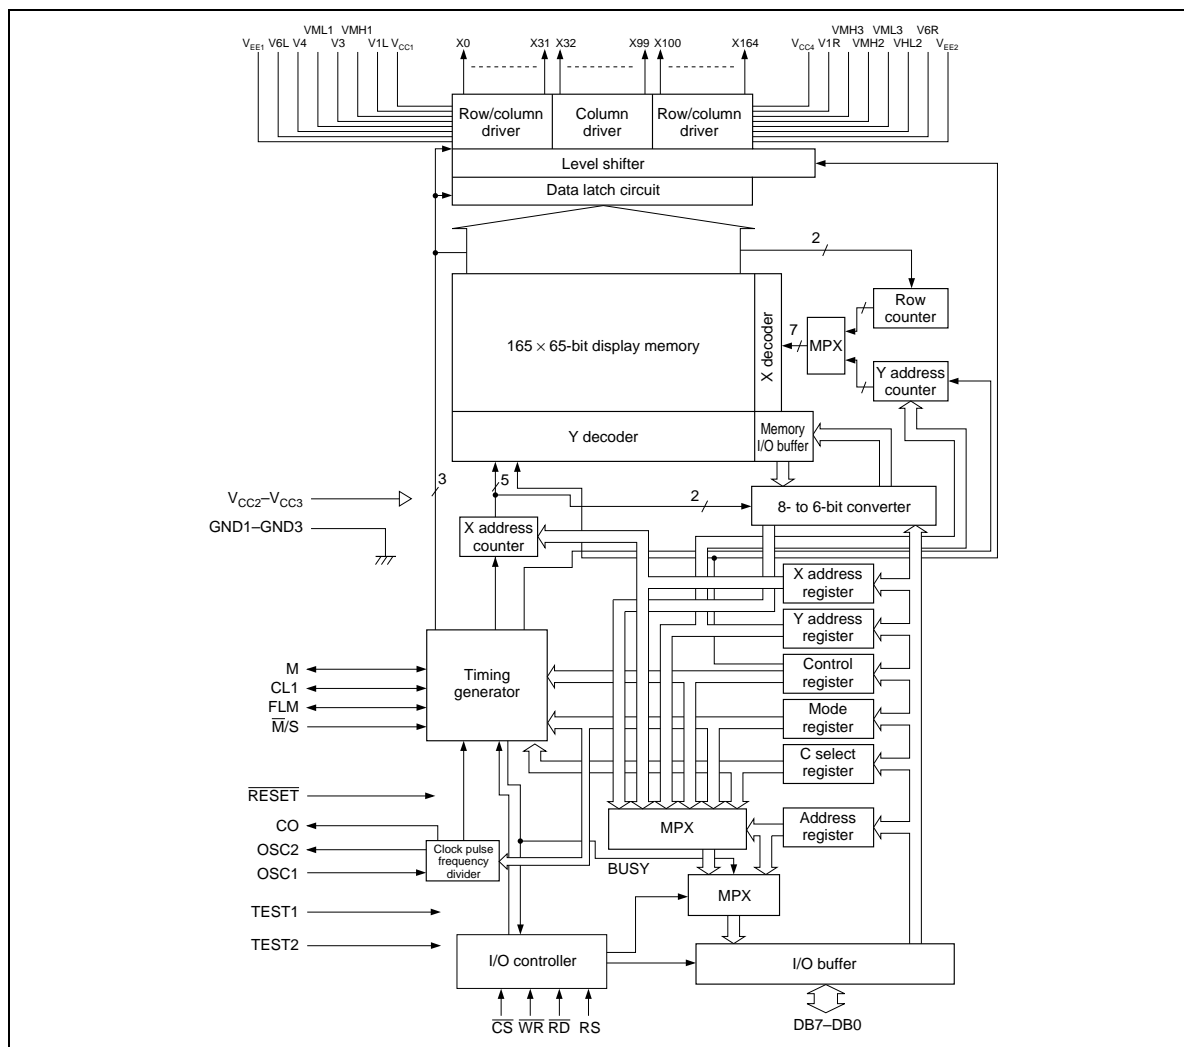 VML1 VMH1
VEE1 V6L V4 V3 V1L VCC1
X0 X31 X32 X99 X100 X164
VMH3 VML3 V6R
VCC4 V1R VMH2 VHL2 VEE2
Row/column
driver
Column
driver
Row/column
driver
Level shifter
Data latch circuit
2
Row
counter
165 × 65-bit display memory
X decoder
7
MPX
Y address
counter
Y decoder
Memory
I/O buffer
3
5
2
VCC2–VCC3
8- to 6-bit converter
GND1–GND3
X address
counter
X address
register
Y address
register
Timing
generator
M
CL1
FLM
M̅/S
Control
register
Mode
register
C select
register
R̅E̅S̅E̅T̅
CO
OSC2
OSC1
Clock pulse
frequency
divider
MPX
Address
register
BUSY
MPX
TEST1
TEST2
I/O controller
I/O buffer
C̅S̅ W̅R̅ R̅D̅ RS
DB7–DB0